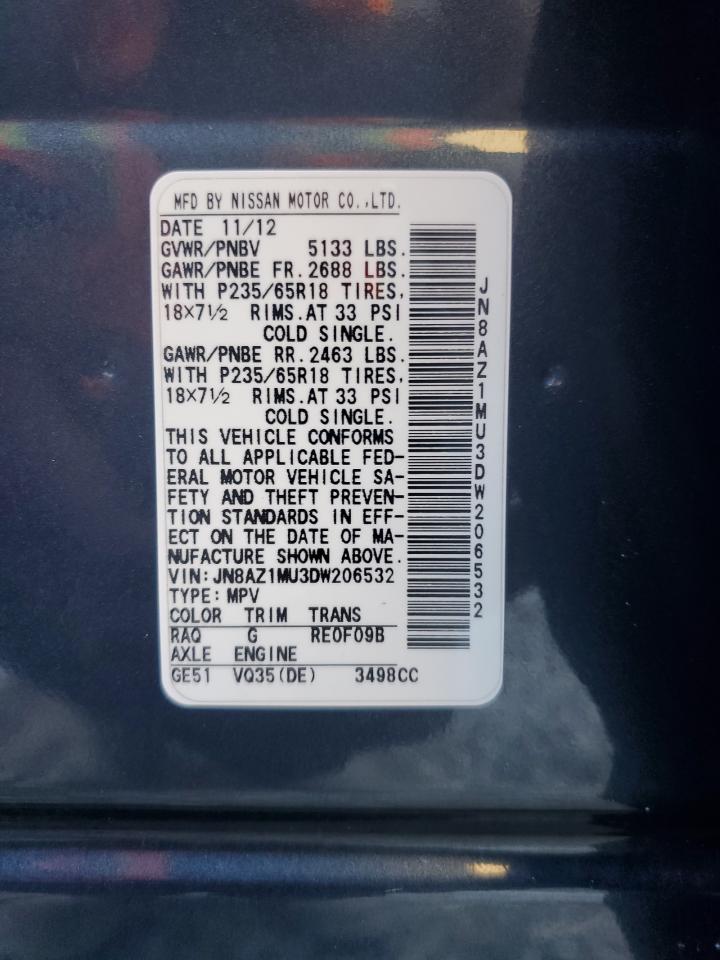 MFD BY NISSAN MOTOR CO.,LTD.
DATE 11/12
GVWR/PNBV 5133 LBS.
GAWR/PNBE FR.2688 LBS.
WITH P235/65R18 TIRES,
18×7½ RIMS.AT 33 PSI
COLD SINGLE.
GAWR/PNBE RR.2463 LBS.
WITH P235/65R18 TIRES,
18×7½ RIMS.AT 33 PSI
COLD SINGLE.
THIS VEHICLE CONFORMS
TO ALL APPLICABLE FED-
ERAL MOTOR VEHICLE SA-
FETY AND THEFT PREVEN-
TION STANDARDS IN EFF-
ECT ON THE DATE OF MA-
NUFACTURE SHOWN ABOVE.
VIN:JN8AZ1MU3DW206532
TYPE:MPV
COLOR TRIM TRANS
RAQ G RE0F09B
AXLE ENGINE
GE51 VQ35(DE) 3498CC
JN8AZ1MU3DW206532